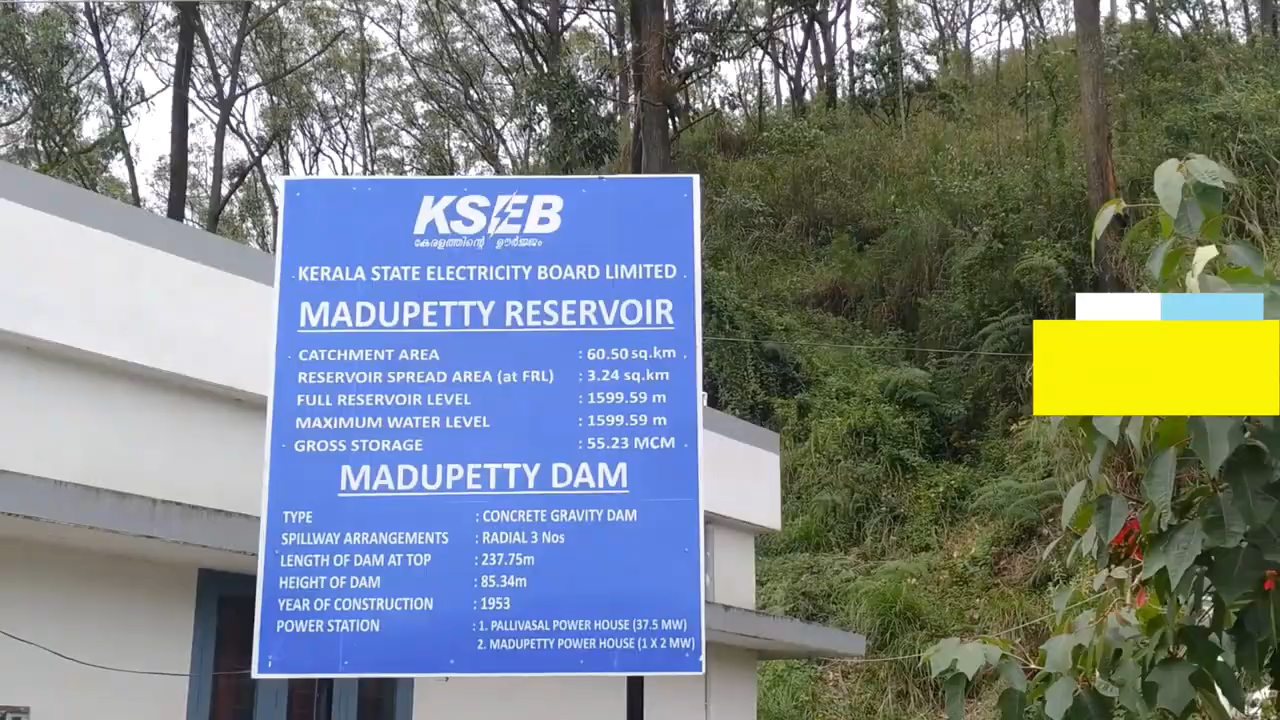 KSEB
കേരളത്തിന്റെ ഊർജ്ജം
KERALA STATE ELECTRICITY BOARD LIMITED
MADUPETTY RESERVOIR
CATCHMENT AREA : 60.50 sq.km
RESERVOIR SPREAD AREA (at FRL) : 3.24 sq.km
FULL RESERVOIR LEVEL : 1599.59 m
MAXIMUM WATER LEVEL : 1599.59 m
GROSS STORAGE : 55.23 MCM
MADUPETTY DAM
TYPE : CONCRETE GRAVITY DAM
SPILLWAY ARRANGEMENTS : RADIAL 3 Nos
LENGTH OF DAM AT TOP : 237.75m
HEIGHT OF DAM : 85.34m
YEAR OF CONSTRUCTION : 1953
POWER STATION : 1. PALLIVASAL POWER HOUSE (37.5 MW)
2. MADUPETTY POWER HOUSE (1 X 2 MW)